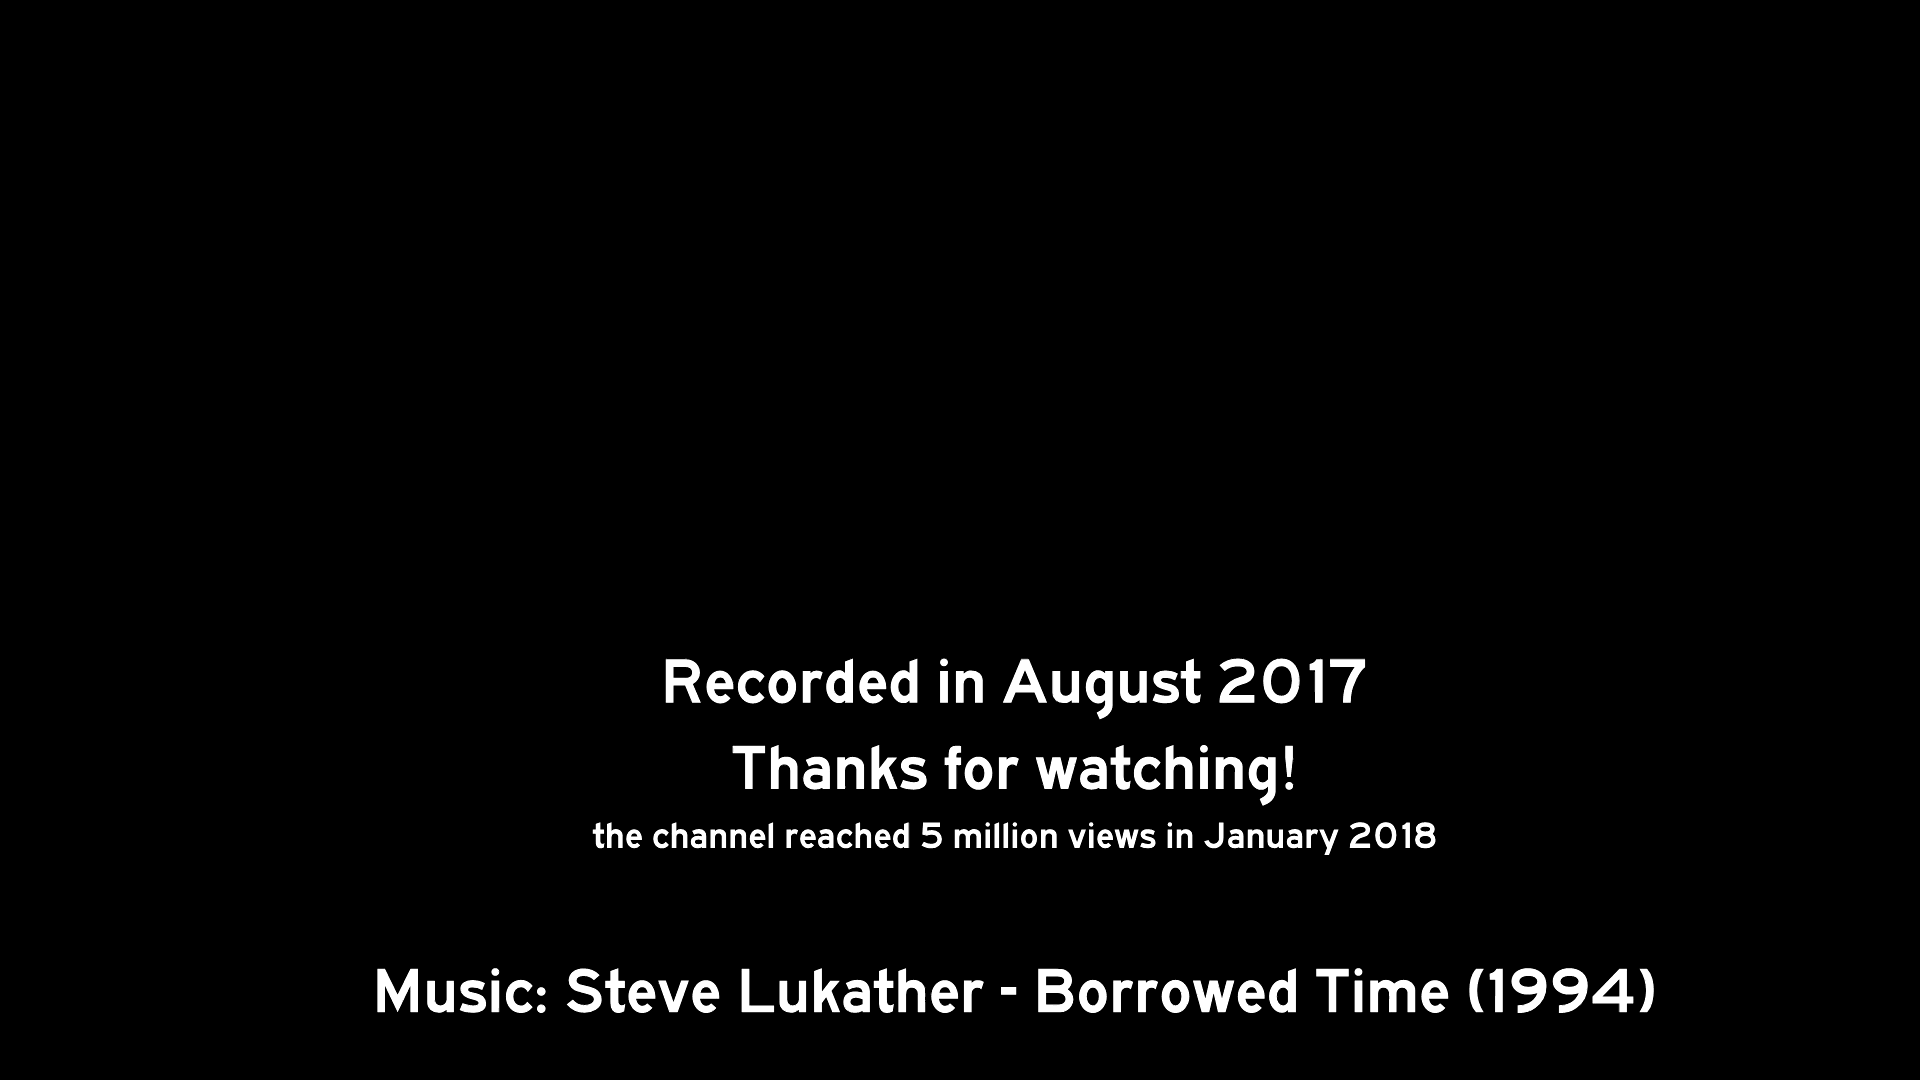 Recorded in August 2017
Thanks for watching!
the channel reached 5 million views in January 2018
Music: Steve Lukather - Borrowed Time (1994)